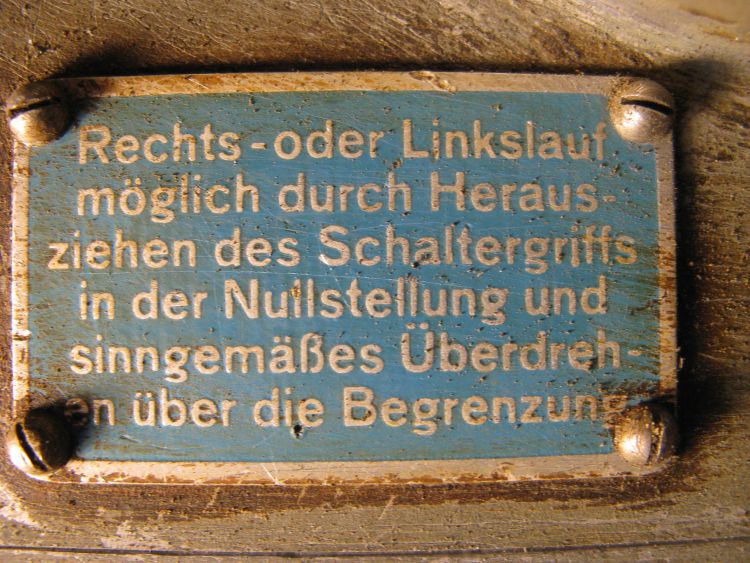 Rechts-oder Linkslauf
möglich durch Heraus-
ziehen des Schaltergriffs
in der Nullstellung und
sinngemäßes Überdreh-
en über die Begrenzung